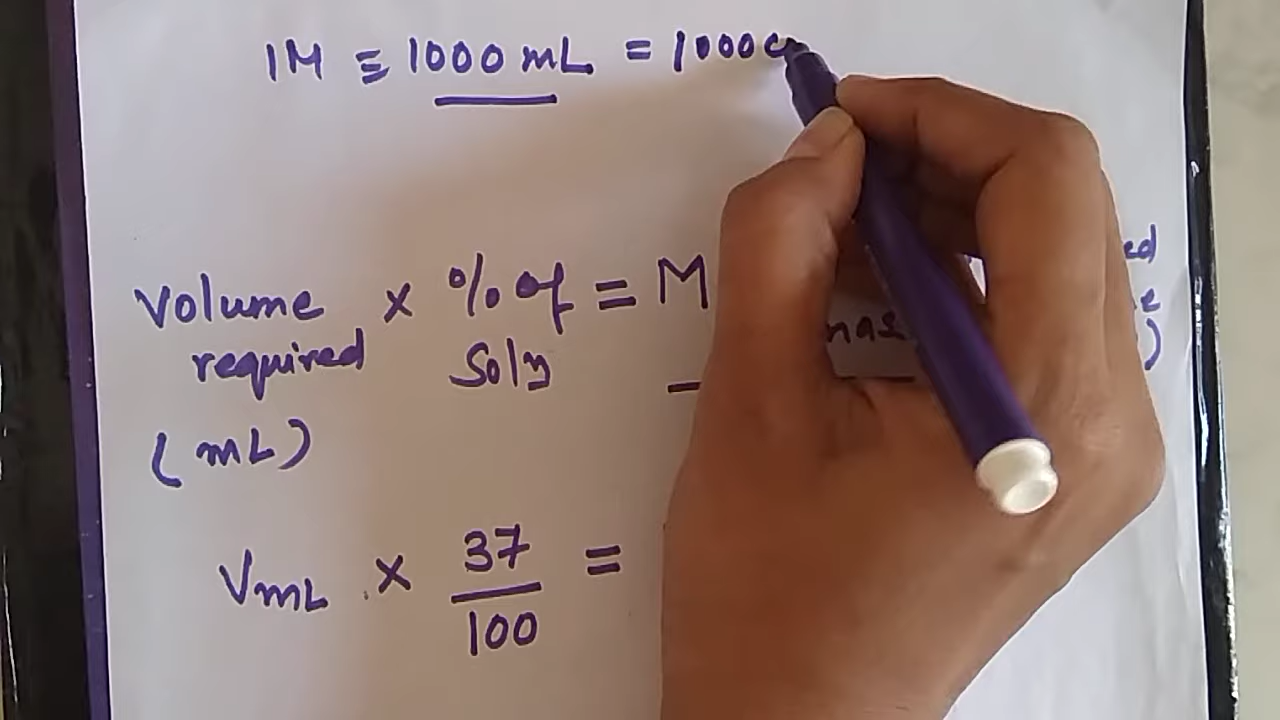 1M ≡ 1000 mL = 1000 c
Volume × % of = M
required Soln
(mL)
VmL × 37/100 =